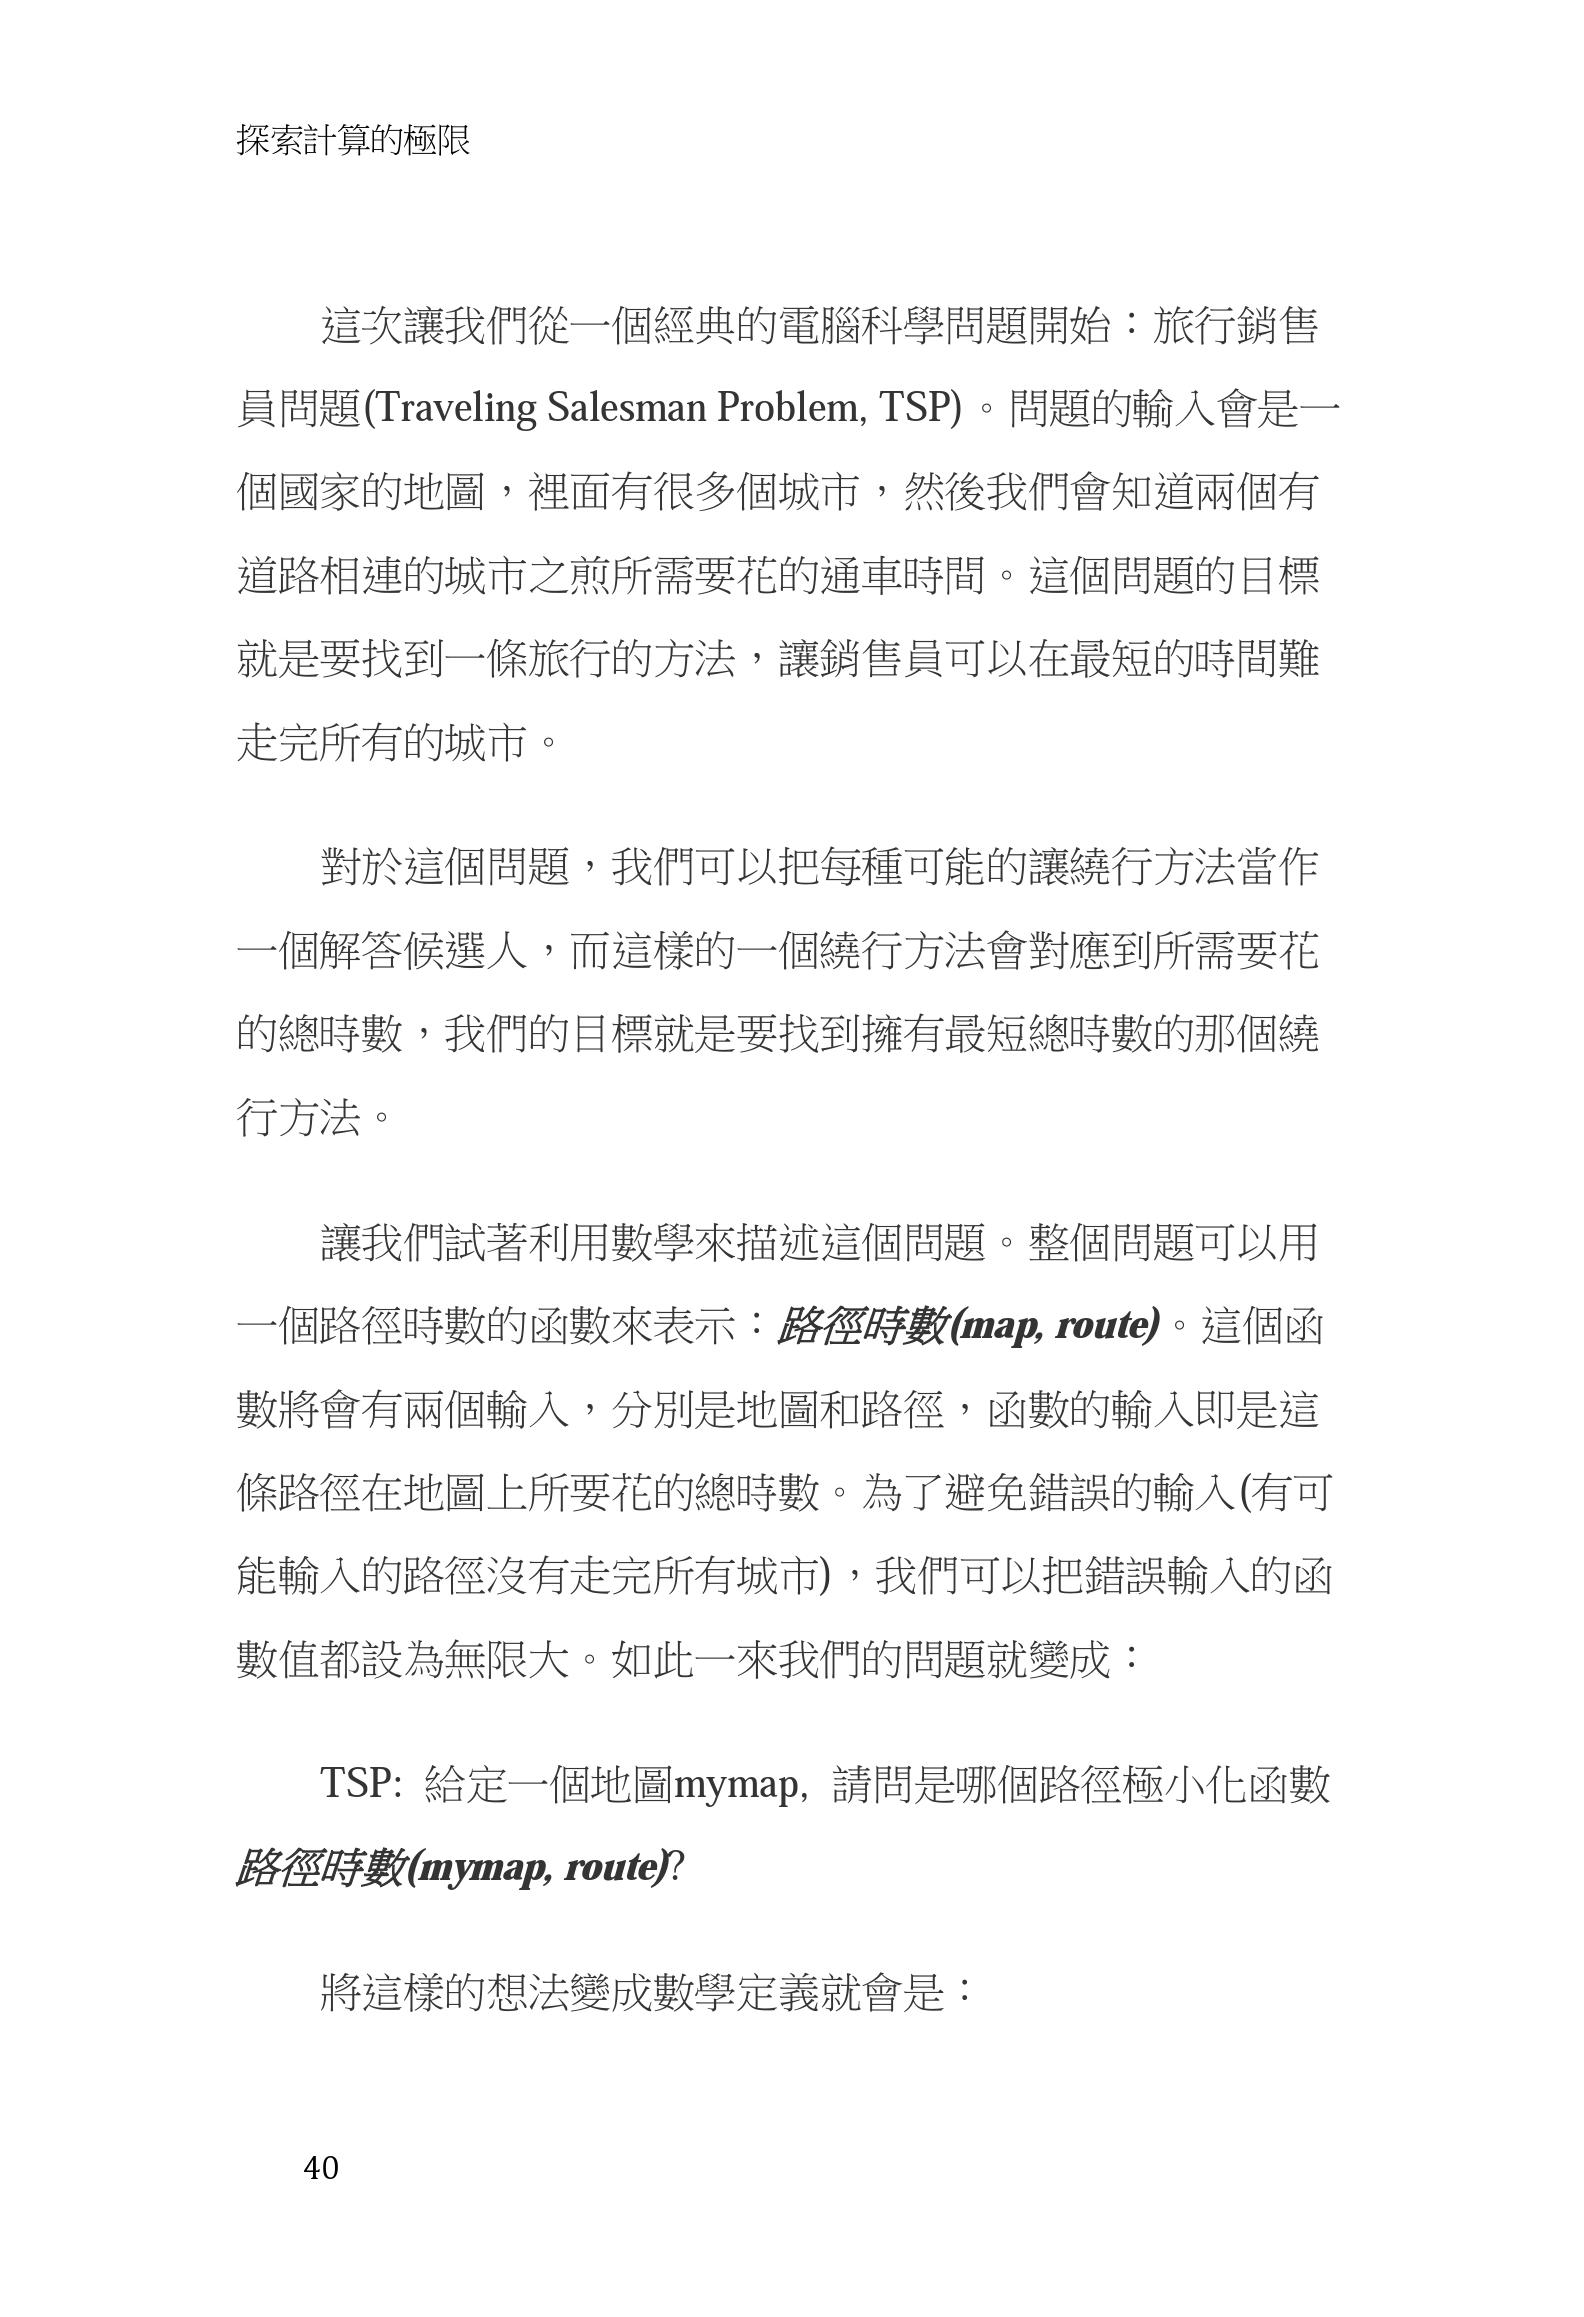 探索計算的極限
這次讓我們從一個經典的電腦科學問題開始：旅行銷售
員問題(Traveling Salesman Problem, TSP)。問題的輸入會是一
個國家的地圖，裡面有很多個城市，然後我們會知道兩個有
道路相連的城市之煎所需要花的通車時間。這個問題的目標
就是要找到一條旅行的方法，讓銷售員可以在最短的時間難
走完所有的城市。
對於這個問題，我們可以把每種可能的讓繞行方法當作
一個解答候選人，而這樣的一個繞行方法會對應到所需要花
的總時數，我們的目標就是要找到擁有最短總時數的那個繞
行方法。
讓我們試著利用數學來描述這個問題。整個問題可以用
一個路徑時數的函數來表示：路徑時數(map, route)。這個函
數將會有兩個輸入，分別是地圖和路徑，函數的輸入即是這
條路徑在地圖上所要花的總時數。為了避免錯誤的輸入(有可
能輸入的路徑沒有走完所有城市)，我們可以把錯誤輸入的函
數值都設為無限大。如此一來我們的問題就變成：
TSP: 給定一個地圖mymap, 請問是哪個路徑極小化函數
路徑時數(mymap, route)?
將這樣的想法變成數學定義就會是：
40